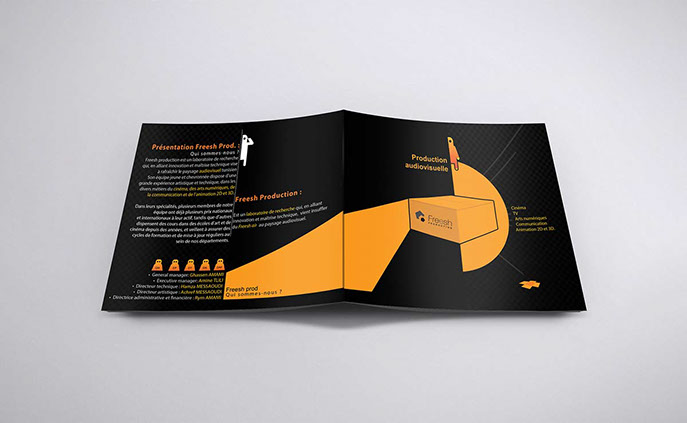 Présentation Freesh Prod. :
Qui sommes-nous ?
Freesh production est un laboratoire de recherche
qui, en alliant innovation et maîtrise technique vise
à rafraîchir le paysage audiovisuel tunisien
Son équipe jeune et chevronnée dispose d'une
grande expérience artistique et technique, dans les
divers métiers du cinéma, des arts numériques, de
la communication et de l'animation 2D et 3D.
Dans leurs spécialités, plusieurs membres de notre
équipe ont déjà plusieurs prix nationaux
et internationaux à leur actif, tandis que d'autres
dispensent des cours dans des écoles d'art et de
cinéma depuis des années, et veillent à assurer des
cycles de formation et de mise à jour réguliers au
sein de nos départements.
• General manager: Ghassen AMAMI
• Executive manager: Amine TLILI
• Directeur technique : Hamza MESSAOUDI
• Directeur artistique : Achref MESSAOUDI
• Directrice administrative et financière : Rym AMAMI
Freesh Production :
Est un laboratoire de recherche qui, en alliant
innovation et maîtrise technique, vient insuffler
du Freesh air au paysage audiovisuel.
Freesh prod
Qui sommes-nous ?
Production
audiovisuelle
Freesh
PRODUCTION
Cinéma
TV
Arts numériques
Communication
Animation 2D et 3D.